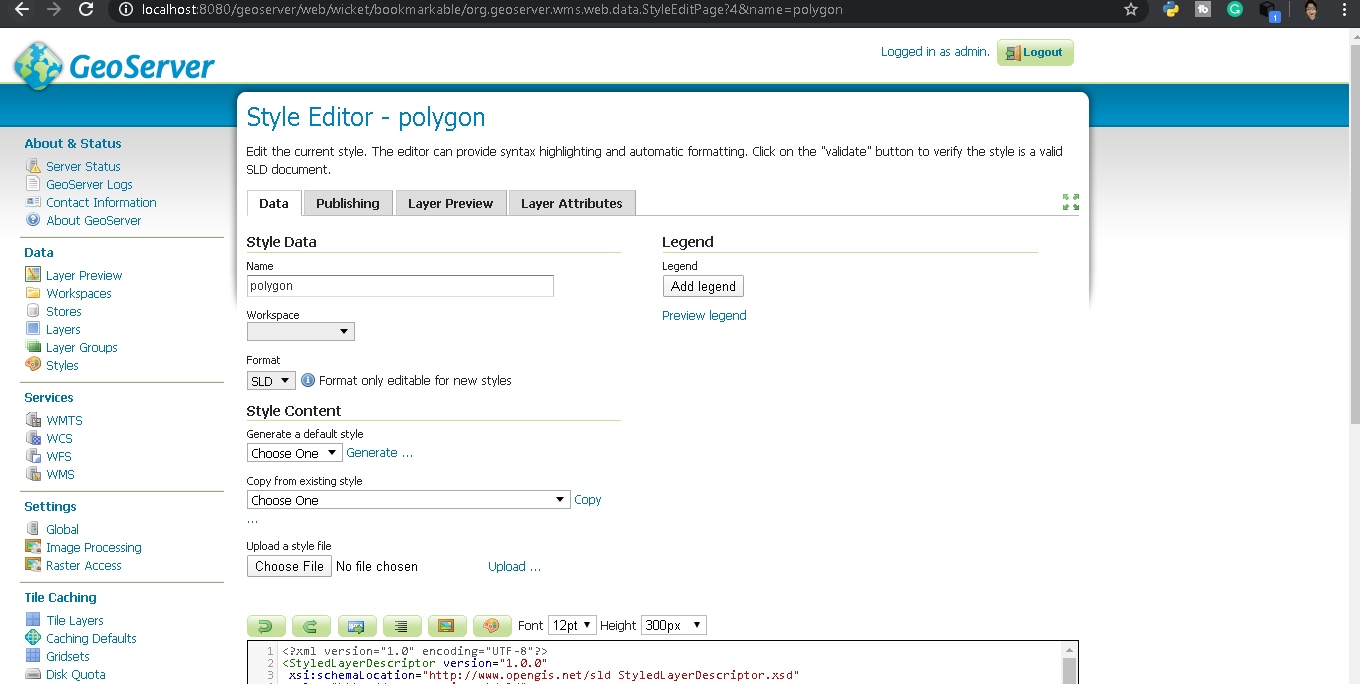 localhost:8080/geoserver/web/wicket/bookmarkable/org.geoserver.wms.web.data.StyleEditPage?4&name=polygon
1
GeoServer
Logged in as admin.
Logout
About & Status
Server Status
GeoServer Logs
Contact Information
About GeoServer
Data
Layer Preview
Workspaces
Stores
Layers
Layer Groups
Styles
Services
WMTS
WCS
WFS
WMS
Settings
Global
Image Processing
Raster Access
Tile Caching
Tile Layers
Caching Defaults
Gridsets
Disk Quota
Style Editor - polygon
Edit the current style. The editor can provide syntax highlighting and automatic formatting. Click on the "validate" button to verify the style is a valid
SLD document.
Data Publishing Layer Preview Layer Attributes
Style Data
Name
polygon
Workspace
Format
SLD Format only editable for new styles
Style Content
Generate a default style
Choose One Generate ...
Copy from existing style
Choose One Copy
...
Upload a style file
Choose File No file chosen Upload ...
Legend
Legend
Add legend
Preview legend
Font 12pt Height 300px
1 <?xml version="1.0" encoding="UTF-8"?>
2 <StyledLayerDescriptor version="1.0.0"
3 xsi:schemaLocation="http://www.opengis.net/sld StyledLayerDescriptor.xsd"